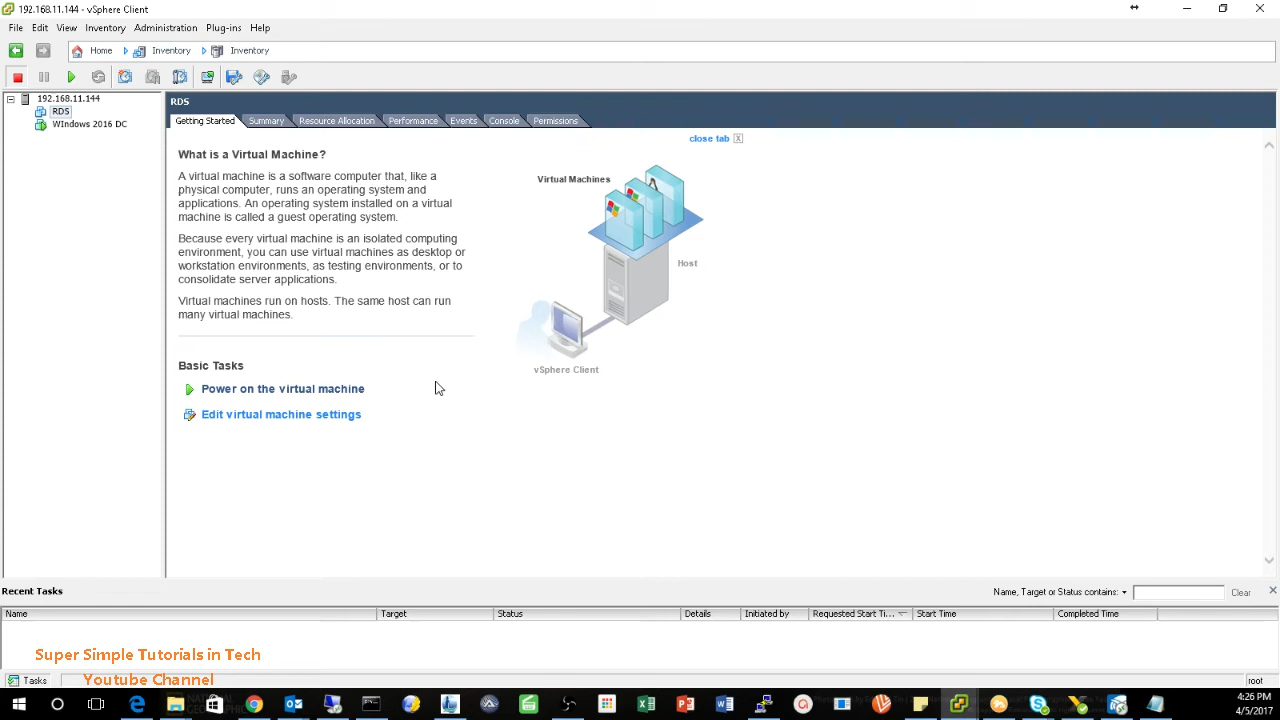 192.168.11.144 - vSphere Client
File Edit View Inventory Administration Plug-ins Help
Home Inventory Inventory
192.168.11.144
RDS
WIndows 2016 DC
RDS
Getting Started Summary Resource Allocation Performance Events Console Permissions
close tab X
What is a Virtual Machine?
A virtual machine is a software computer that, like a
physical computer, runs an operating system and
applications. An operating system installed on a virtual
machine is called a guest operating system.
Because every virtual machine is an isolated computing
environment, you can use virtual machines as desktop or
workstation environments, as testing environments, or to
consolidate server applications.
Virtual machines run on hosts. The same host can run
many virtual machines.
Virtual Machines
Host
vSphere Client
Basic Tasks
Power on the virtual machine
Edit virtual machine settings
Recent Tasks
Name, Target or Status contains: Clear
Name Target Status Details Initiated by Requested Start Ti... Start Time Completed Time
Super Simple Tutorials in Tech
Youtube Channel
Tasks
root
4:26 PM
4/5/2017